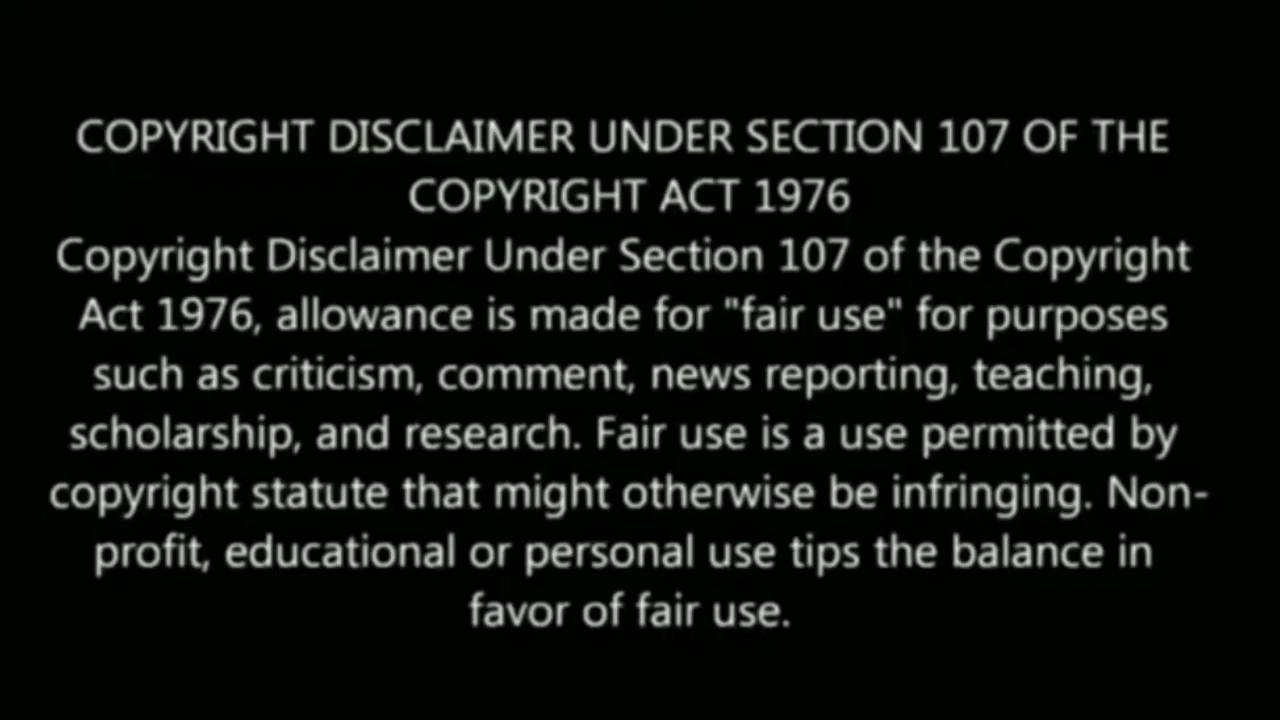 COPYRIGHT DISCLAIMER UNDER SECTION 107 OF THE
COPYRIGHT ACT 1976
Copyright Disclaimer Under Section 107 of the Copyright
Act 1976, allowance is made for "fair use" for purposes
such as criticism, comment, news reporting, teaching,
scholarship, and research. Fair use is a use permitted by
copyright statute that might otherwise be infringing. Non-
profit, educational or personal use tips the balance in
favor of fair use.